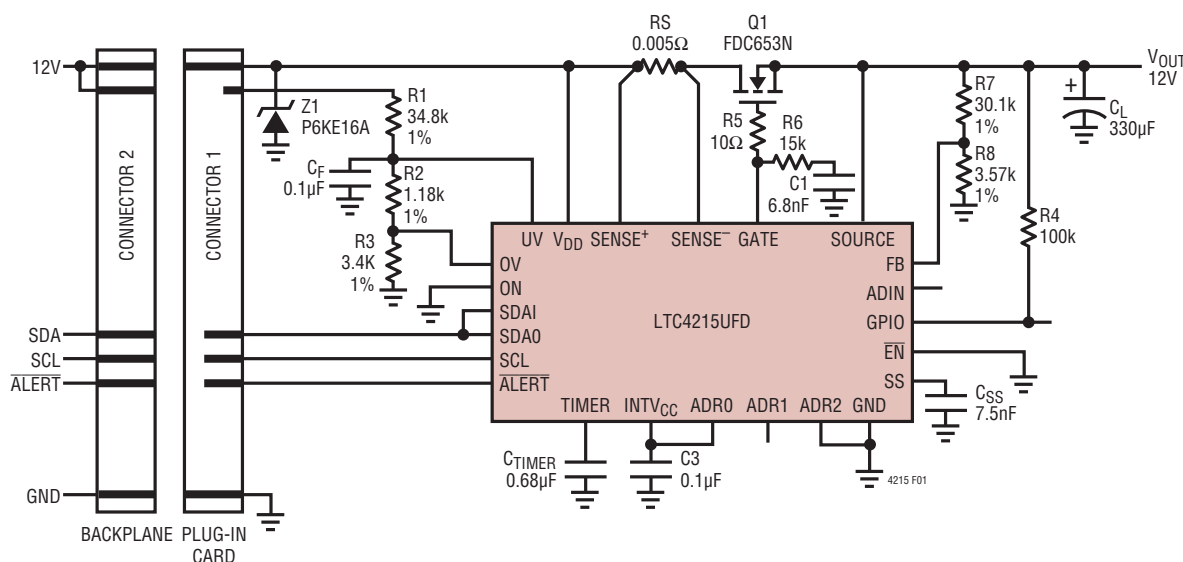 RS
0.005Ω
Q1
FDC653N
12V
VOUT
12V
Z1
P6KE16A
R1
34.8k
1%
R5
10Ω
R6
15k
R7
30.1k
1%
CL
330µF
+
CONNECTOR 2
CONNECTOR 1
CF
0.1µF
R2
1.18k
1%
C1
6.8nF
R8
3.57k
1%
R3
3.4K
1%
R4
100k
UV
VDD
SENSE+
SENSE–
GATE
SOURCE
OV
ON
SDAI
SDA0
SCL
ALERT
FB
ADIN
GPIO
EN
SS
LTC4215UFD
SDA
SCL
ALERT
TIMER
INTVCC
ADR0
ADR1
ADR2
GND
CSS
7.5nF
CTIMER
0.68µF
C3
0.1µF
4215 F01
GND
BACKPLANE
PLUG-IN
CARD